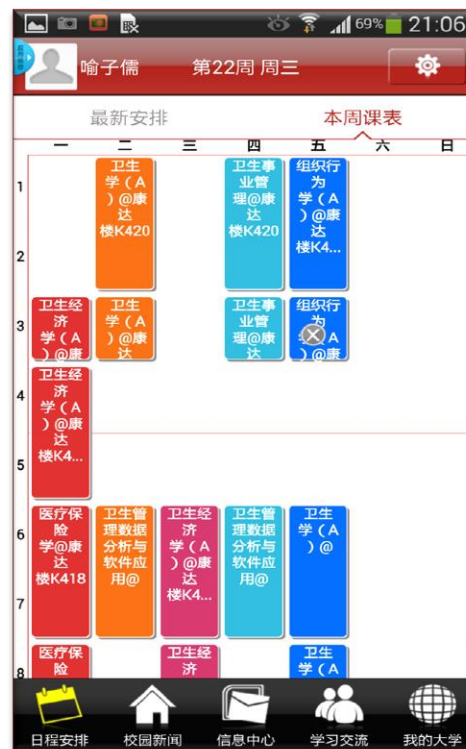 69% 21:06
喻子儒 第22周 周三
最新安排 本周课表
一 二 三 四 五 六 日
1
卫生
学（A
）@康
达
楼K420
卫生事
业管
理@康
达
楼K420
组织行
为
学（A
）@康
达
楼K4...
2
3
卫生经
济
学（A
）@康
卫生
学（A
）@康
达
卫生事
业管
理@康
达
组织行
为
学（A
）@康
4
卫生经
济
学（A
）@康
达
楼K4...
5
6
医疗保
险
学@康
达
楼K418
卫生管
理数据
分析与
软件应
用@
卫生经
济
学（A
）@康
达
楼K4...
卫生管
理数据
分析与
软件应
用@
卫生
学（A
）@
7
8
医疗保
险
卫生经
济
卫生
学（A
日程安排 校园新闻 信息中心 学习交流 我的大学